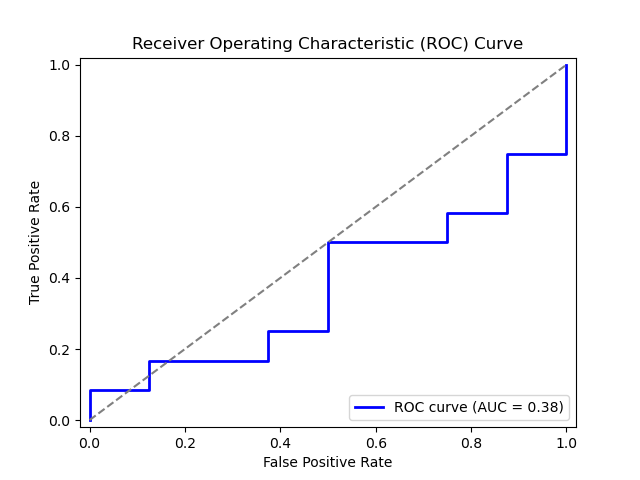 Receiver Operating Characteristic (ROC) Curve
True Positive Rate
1.0
0.8
0.6
0.4
0.2
0.0
ROC curve (AUC = 0.38)
0.0 0.2 0.4 0.6 0.8 1.0
False Positive Rate